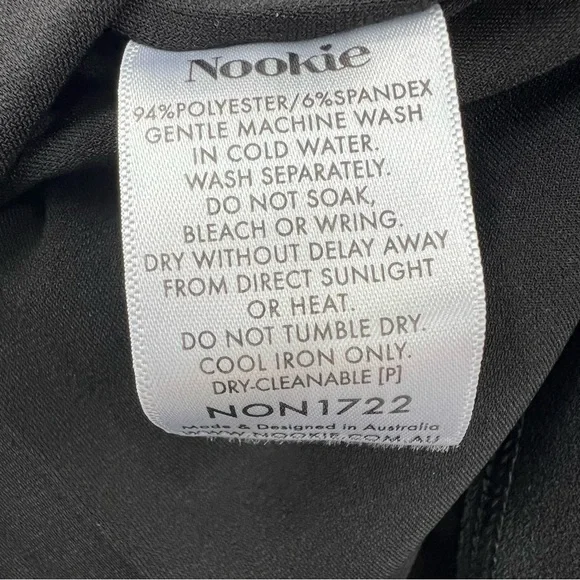 Nookie
94%POLYESTER/6%SPANDEX
GENTLE MACHINE WASH
IN COLD WATER.
WASH SEPARATELY.
DO NOT SOAK,
BLEACH OR WRING.
DRY WITHOUT DELAY AWAY
FROM DIRECT SUNLIGHT
OR HEAT.
DO NOT TUMBLE DRY.
COOL IRON ONLY.
DRY-CLEANABLE [P]
NON1722
Made & Designed in Australia
WWW.NOOKIE.COM.AU